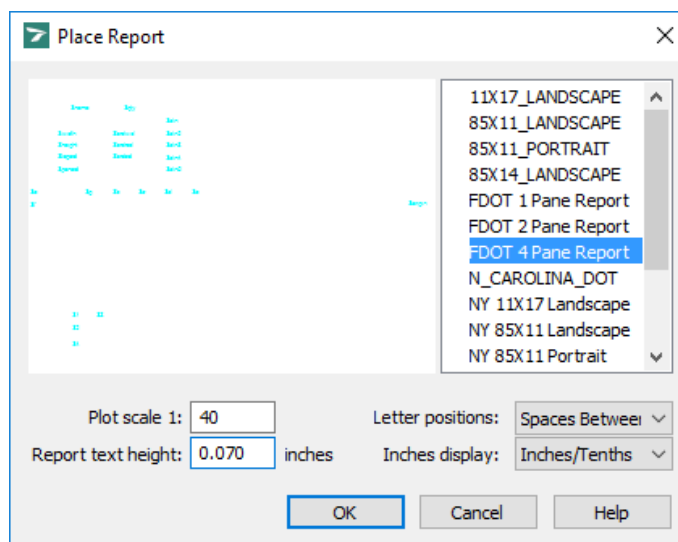 Place Report
11X17_LANDSCAPE
85X11_LANDSCAPE
85X11_PORTRAIT
85X14_LANDSCAPE
FDOT 1 Pane Report
FDOT 2 Pane Report
FDOT 4 Pane Report
N_CAROLINA_DOT
NY 11X17 Landscape
NY 85X11 Landscape
NY 85X11 Portrait
Plot scale 1: 40 Letter positions: Spaces Between
Report text height: 0.070 inches Inches display: Inches/Tenths
OK Cancel Help